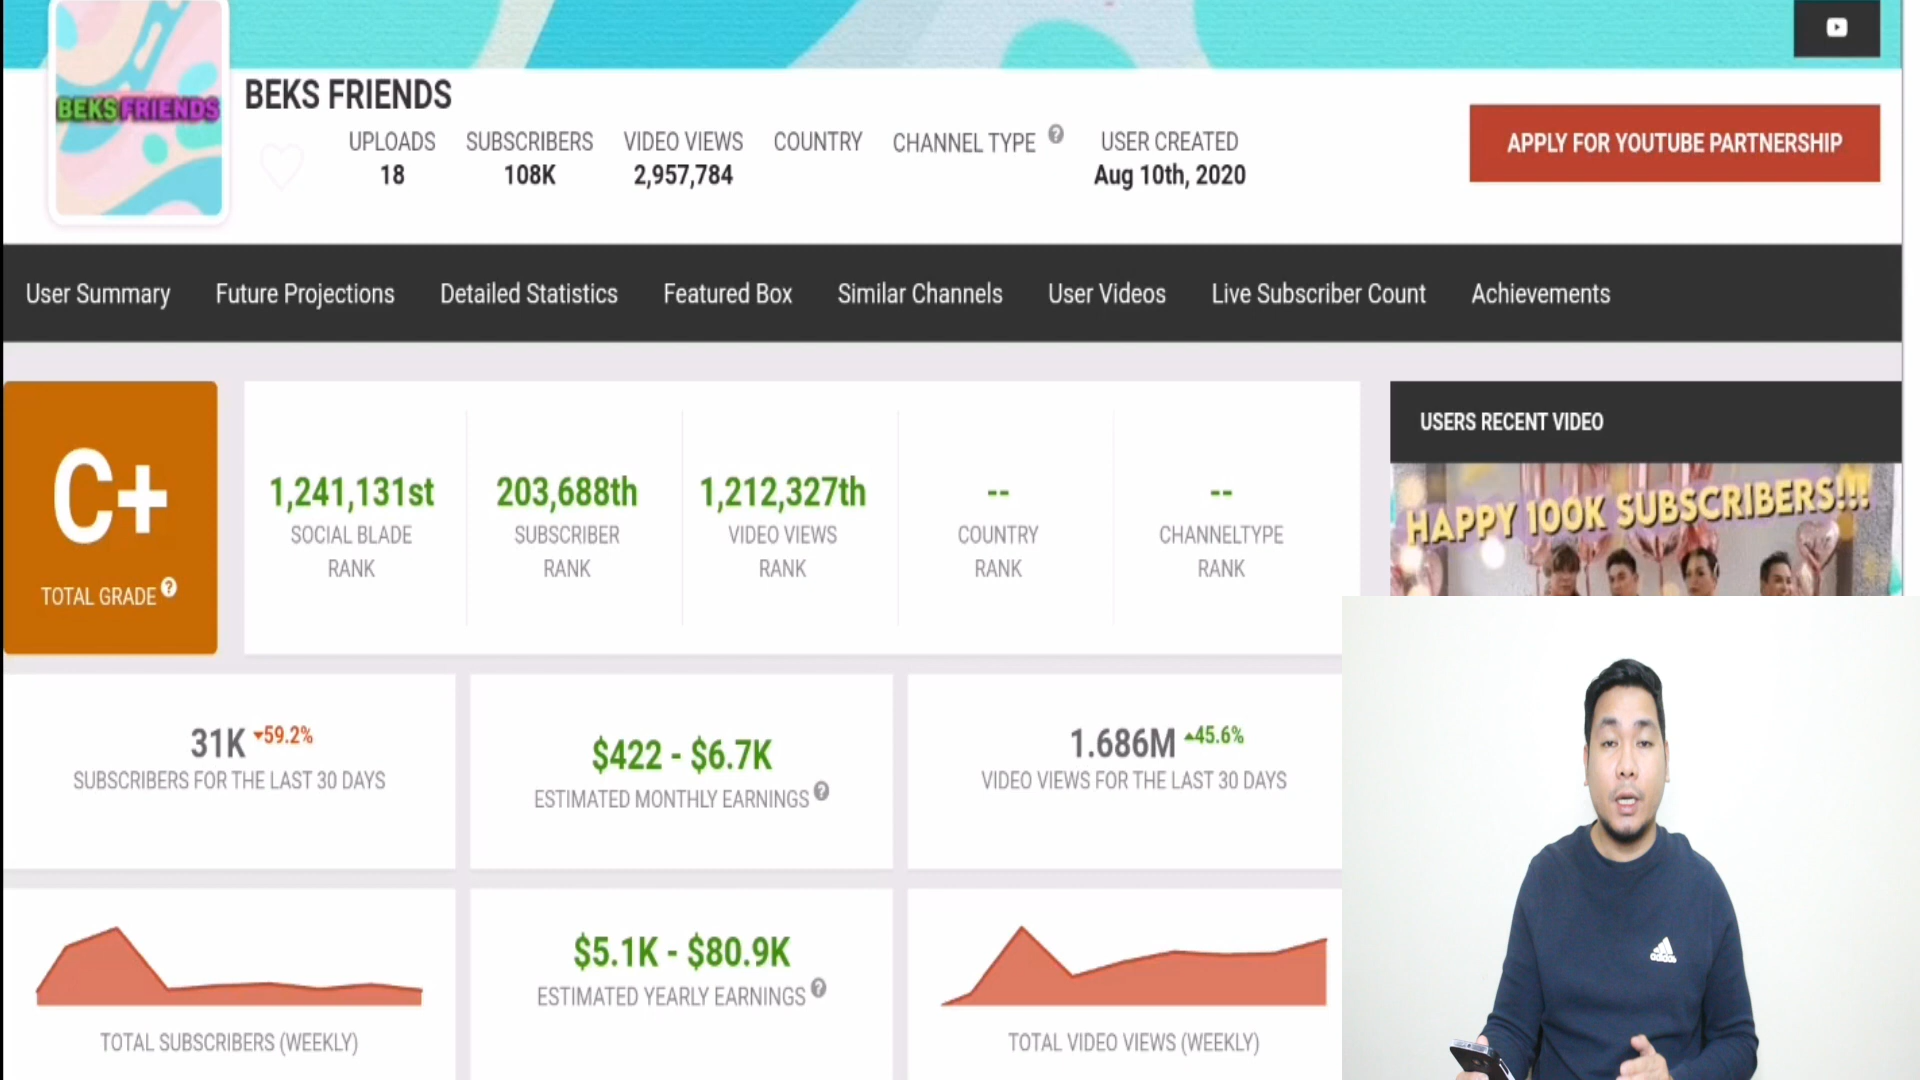 BEKS FRIENDS
BEKS FRIENDS
UPLOADS
18
SUBSCRIBERS
108K
VIDEO VIEWS
2,957,784
COUNTRY
CHANNEL TYPE ?
USER CREATED
Aug 10th, 2020
APPLY FOR YOUTUBE PARTNERSHIP
User Summary
Future Projections
Detailed Statistics
Featured Box
Similar Channels
User Videos
Live Subscriber Count
Achievements
C+
TOTAL GRADE ?
1,241,131st
SOCIAL BLADE
RANK
203,688th
SUBSCRIBER
RANK
1,212,327th
VIDEO VIEWS
RANK
--
COUNTRY
RANK
--
CHANNELTYPE
RANK
USERS RECENT VIDEO
HAPPY 100K SUBSCRIBERS!!!
31K 59.2%
SUBSCRIBERS FOR THE LAST 30 DAYS
$422 - $6.7K
ESTIMATED MONTHLY EARNINGS ?
1.686M 45.6%
VIDEO VIEWS FOR THE LAST 30 DAYS
TOTAL SUBSCRIBERS (WEEKLY)
$5.1K - $80.9K
ESTIMATED YEARLY EARNINGS ?
TOTAL VIDEO VIEWS (WEEKLY)
adidas